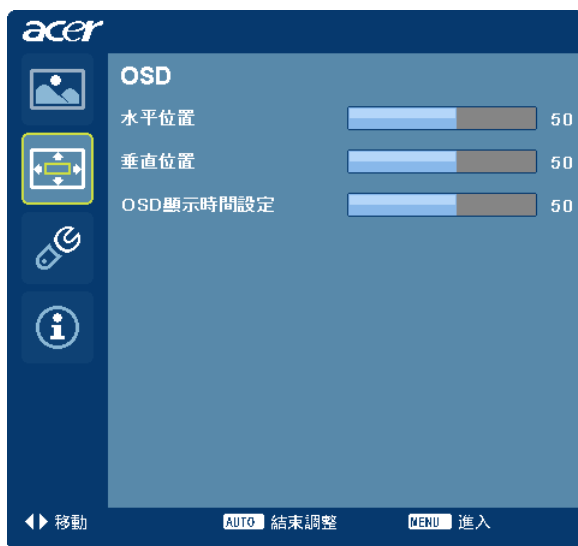 acer
OSD
水平位置 50
垂直位置 50
OSD顯示時間設定 50
移動 AUTO 結束調整 MENU 進入